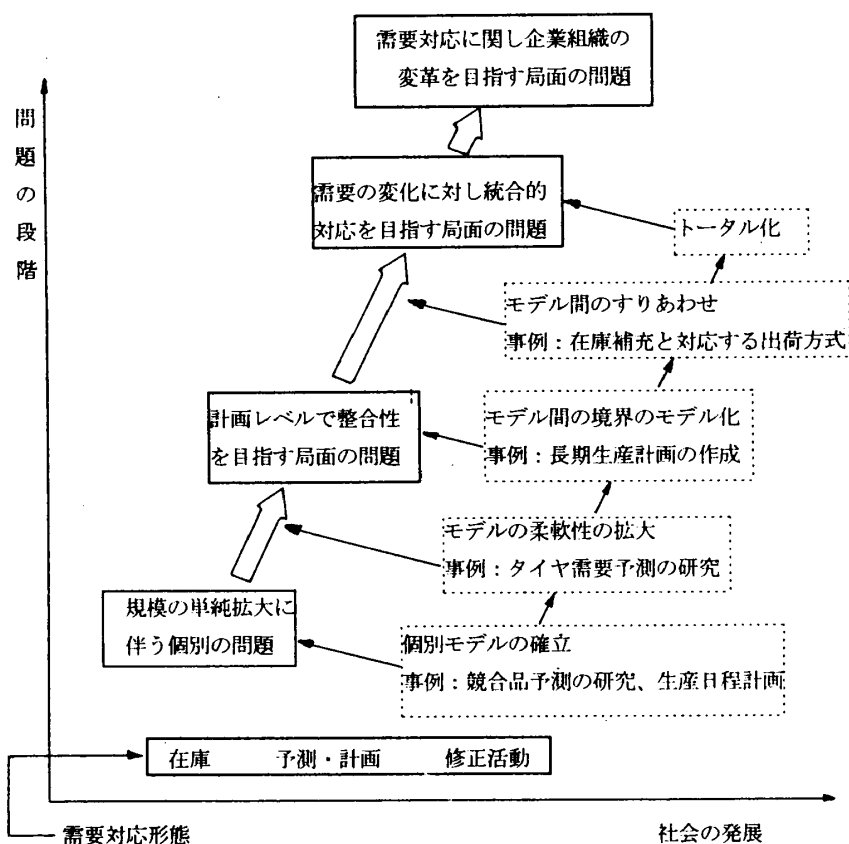 需要対応に関し企業組織の
変革を目指す局面の問題
問題の段階
需要の変化に対し統合的
対応を目指す局面の問題
トータル化
モデル間のすりあわせ
事例:在庫補充と対応する出荷方式
計画レベルで整合性
を目指す局面の問題
モデル間の境界のモデル化
事例:長期生産計画の作成
モデルの柔軟性の拡大
事例:タイヤ需要予測の研究
規模の単純拡大に
伴う個別の問題
個別モデルの確立
事例:競合品予測の研究、生産日程計画
在庫 予測・計画 修正活動
需要対応形態
社会の発展